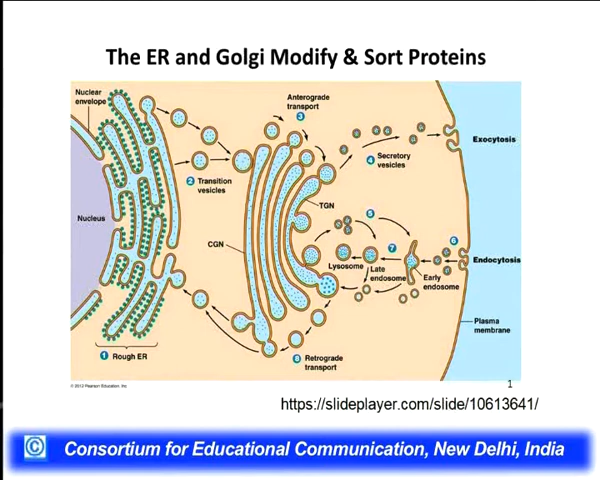 The ER and Golgi Modify & Sort Proteins
Nuclear
envelope
Anterograde
transport
3
Exocytosis
4 Secretory
vesicles
2 Transition
vesicles
TGN
Nucleus
5
CGN
7
6
Endocytosis
Lysosome
Late
endosome
Early
endosome
Plasma
membrane
1 Rough ER
8 Retrograde
transport
© 2012 Pearson Education, Inc.
1
https://slideplayer.com/slide/10613641/
© Consortium for Educational Communication, New Delhi, India